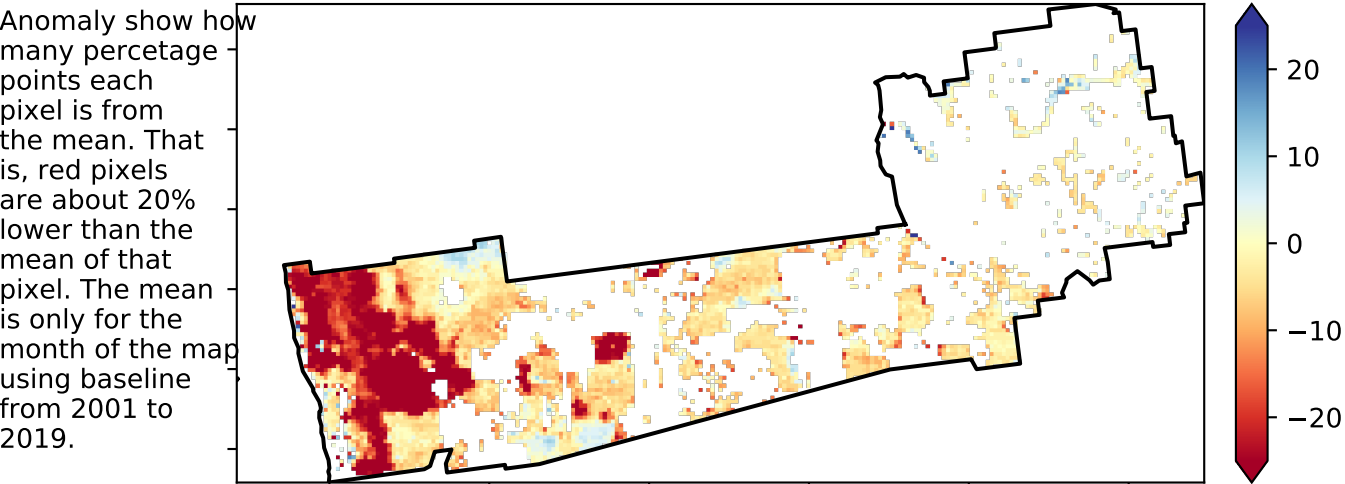 Anomaly show how
many percetage
points each
pixel is from
the mean. That
is, red pixels
are about 20%
lower than the
mean of that
pixel. The mean
is only for the
month of the map
using baseline
from 2001 to
2019.
20
10
0
−10
−20